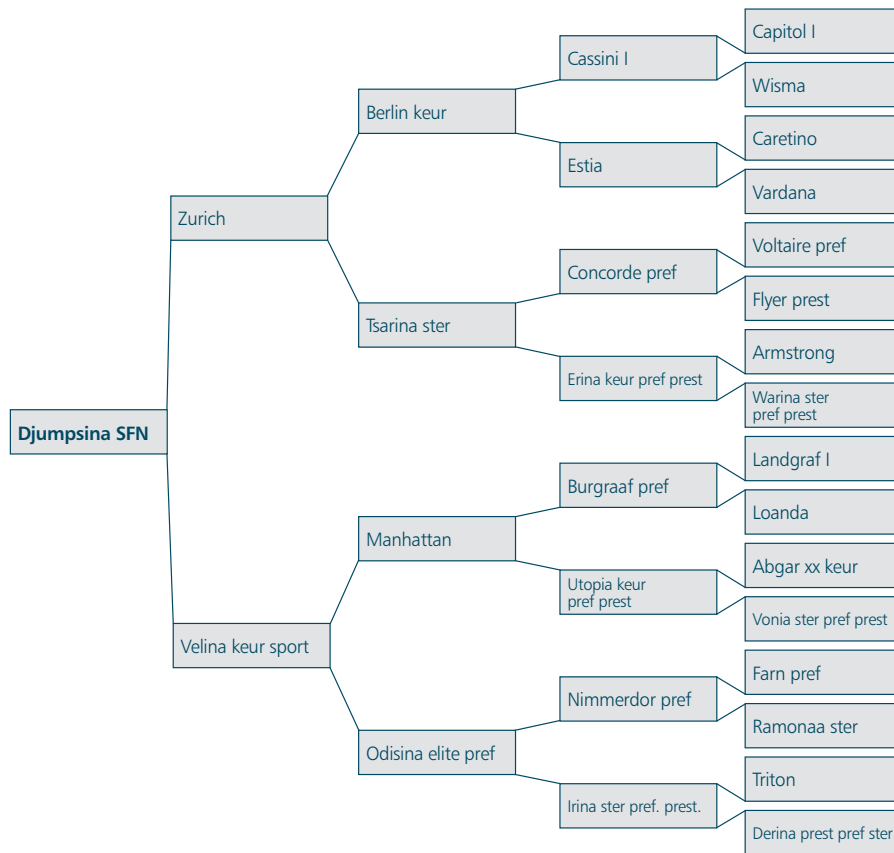 Djumpsina SFN
Zurich
Velina keur sport
Berlin keur
Tsarina ster
Manhattan
Odisina elite pref
Cassini I
Estia
Concorde pref
Erina keur pref prest
Burgraaf pref
Utopia keur
pref prest
Nimmerdor pref
Irina ster pref. prest.
Capitol I
Wisma
Caretino
Vardana
Voltaire pref
Flyer prest
Armstrong
Warina ster
pref prest
Landgraf I
Loanda
Abgar xx keur
Vonia ster pref prest
Farn pref
Ramonaa ster
Triton
Derina prest pref ster